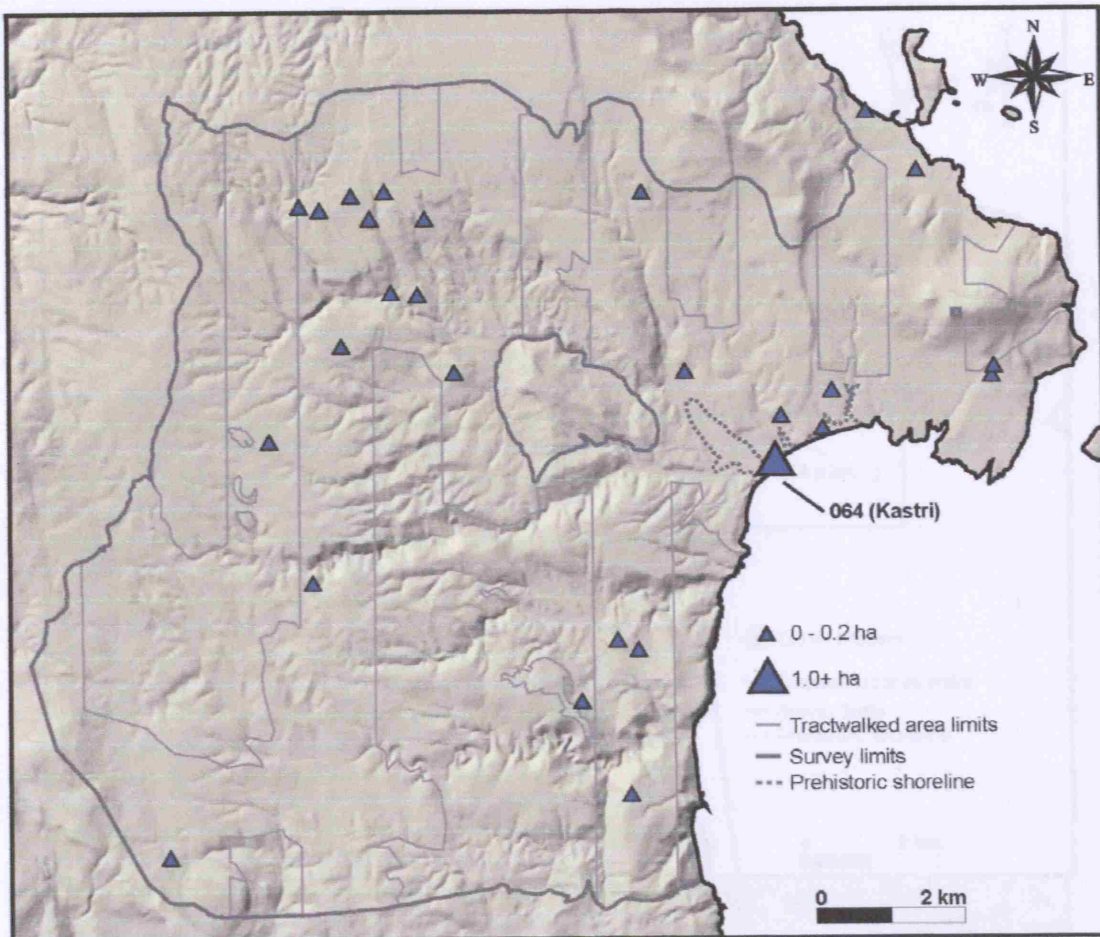 N
W E
S
064 (Kastri)
0 - 0.2 ha
1.0+ ha
Tractwalked area limits
Survey limits
Prehistoric shoreline
0 2 km